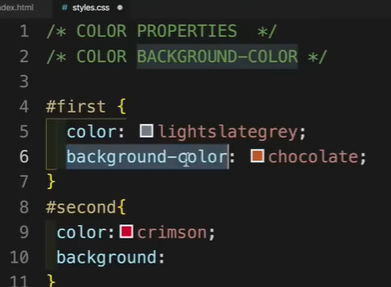 ndex.html # styles.css
1 /* COLOR PROPERTIES */
2 /* COLOR BACKGROUND-COLOR */
3
4 #first {
5 color: lightslategrey;
6 background-color: chocolate;
7 }
8 #second{
9 color: crimson;
10 background:
11 }